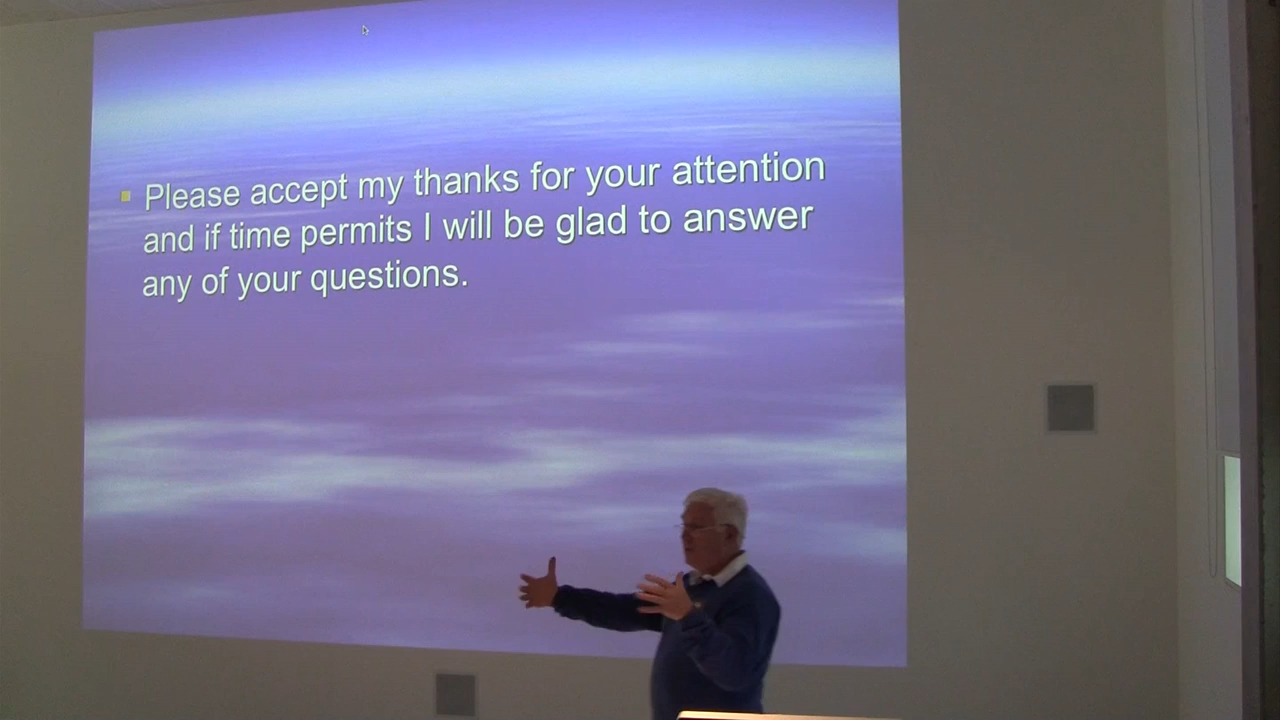 Please accept my thanks for your attention
and if time permits I will be glad to answer
any of your questions.